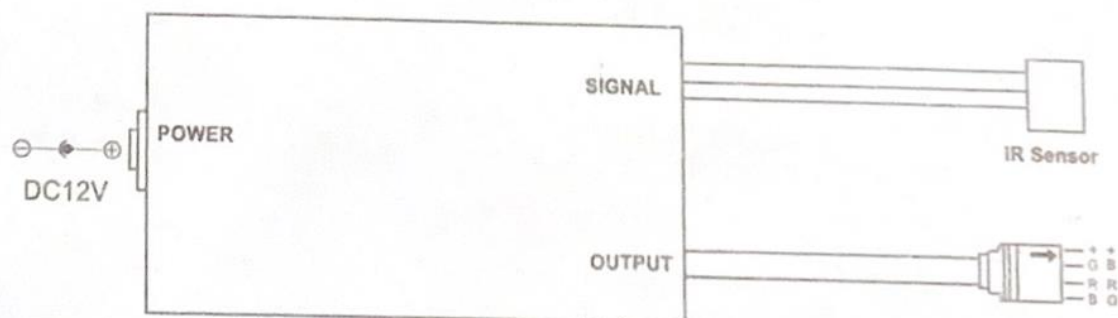 SIGNAL
POWER
IR Sensor
⊖ ⊕
DC12V
OUTPUT
+ +
G B
R R
B G